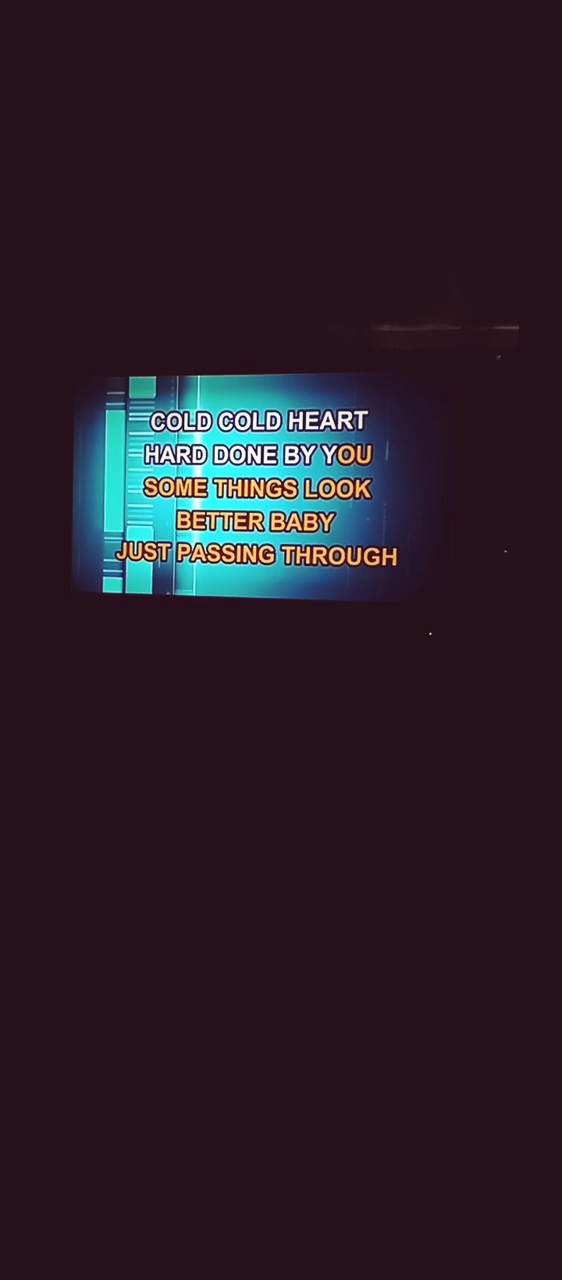 COLD COLD HEART
HARD DONE BY YOU
SOME THINGS LOOK
BETTER BABY
JUST PASSING THROUGH